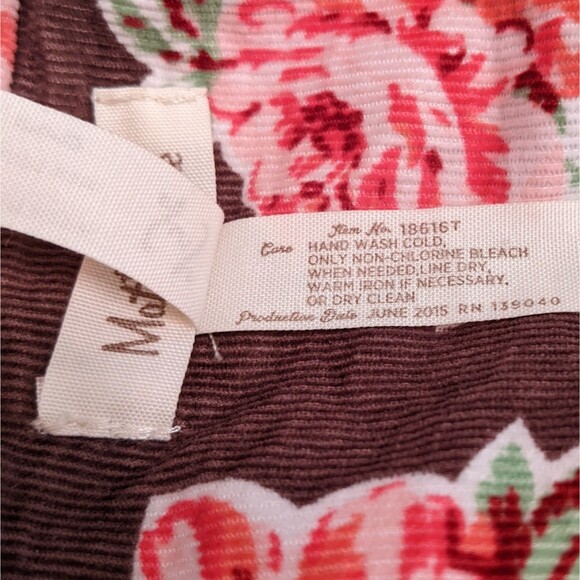 Mat
Item No. 18616T
Care HAND WASH COLD,
ONLY NON-CHLORINE BLEACH
WHEN NEEDED, LINE DRY,
WARM IRON IF NECESSARY,
OR DRY CLEAN
Production Date JUNE 2015 RN 139040